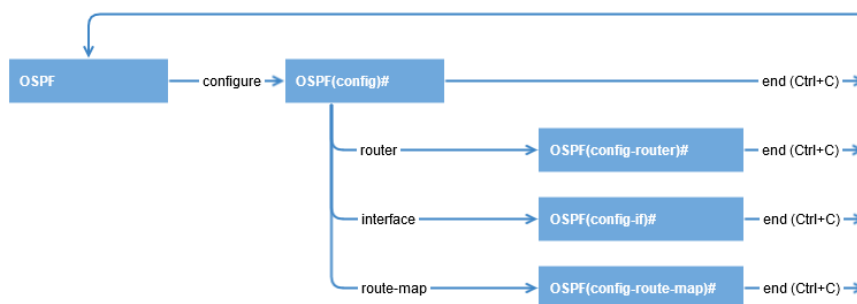 OSPF configure OSPF(config)# end (Ctrl+C)
router OSPF(config-router)# end (Ctrl+C)
interface OSPF(config-if)# end (Ctrl+C)
route-map OSPF(config-route-map)# end (Ctrl+C)